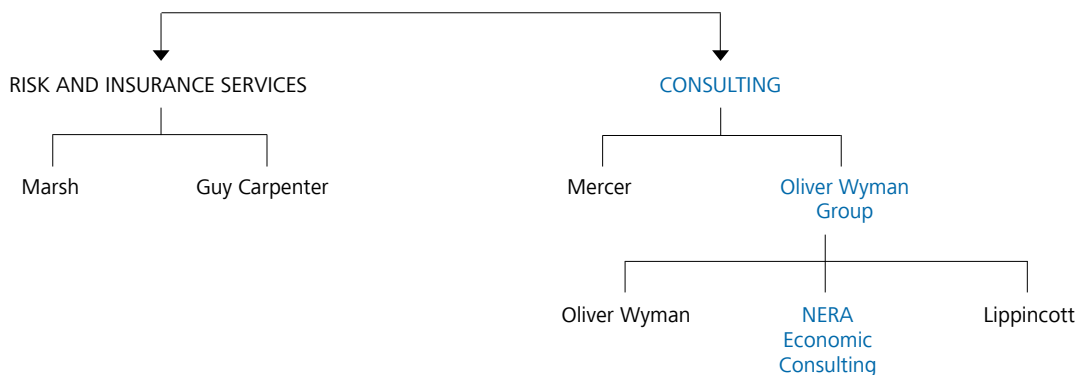 RISK AND INSURANCE SERVICES
CONSULTING
Marsh
Guy Carpenter
Mercer
Oliver Wyman
Group
Oliver Wyman
NERA
Economic
Consulting
Lippincott